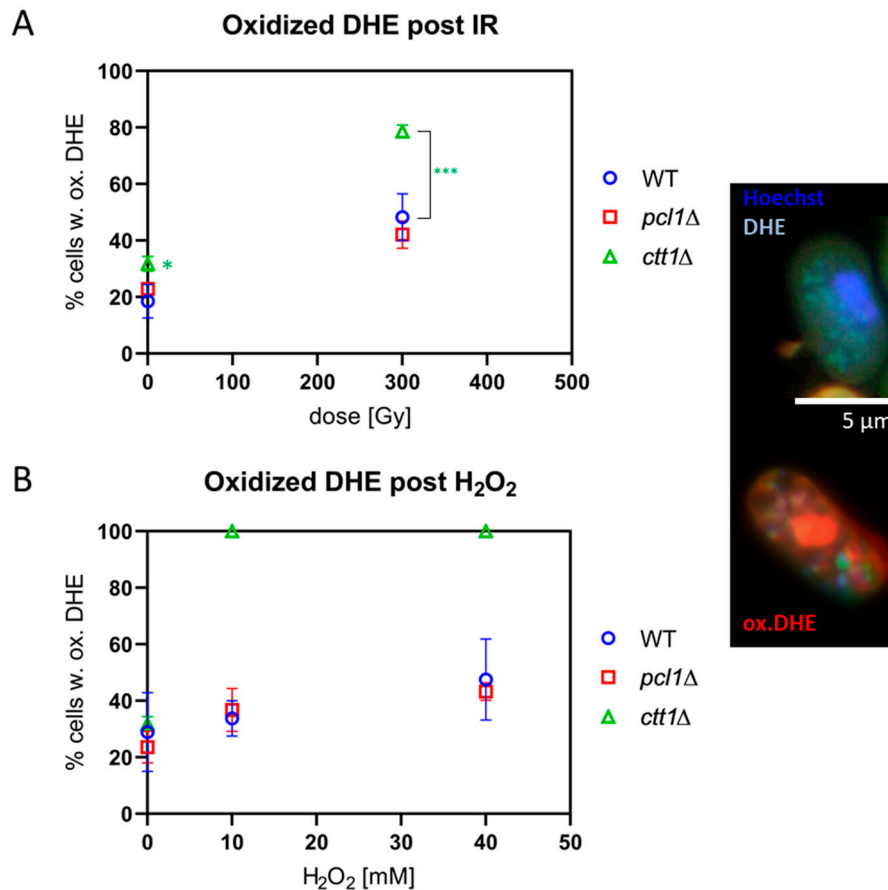 A
Oxidized DHE post IR
% cells w. ox. DHE
100
80
60
40
20
0
0 100 200 300 400 500
dose [Gy]
*
***
WT
pcl1Δ
ctt1Δ
Hoechst
DHE
5 µm
ox.DHE
B
Oxidized DHE post H₂O₂
% cells w. ox. DHE
100
80
60
40
20
0
0 10 20 30 40 50
H₂O₂ [mM]
WT
pcl1Δ
ctt1Δ